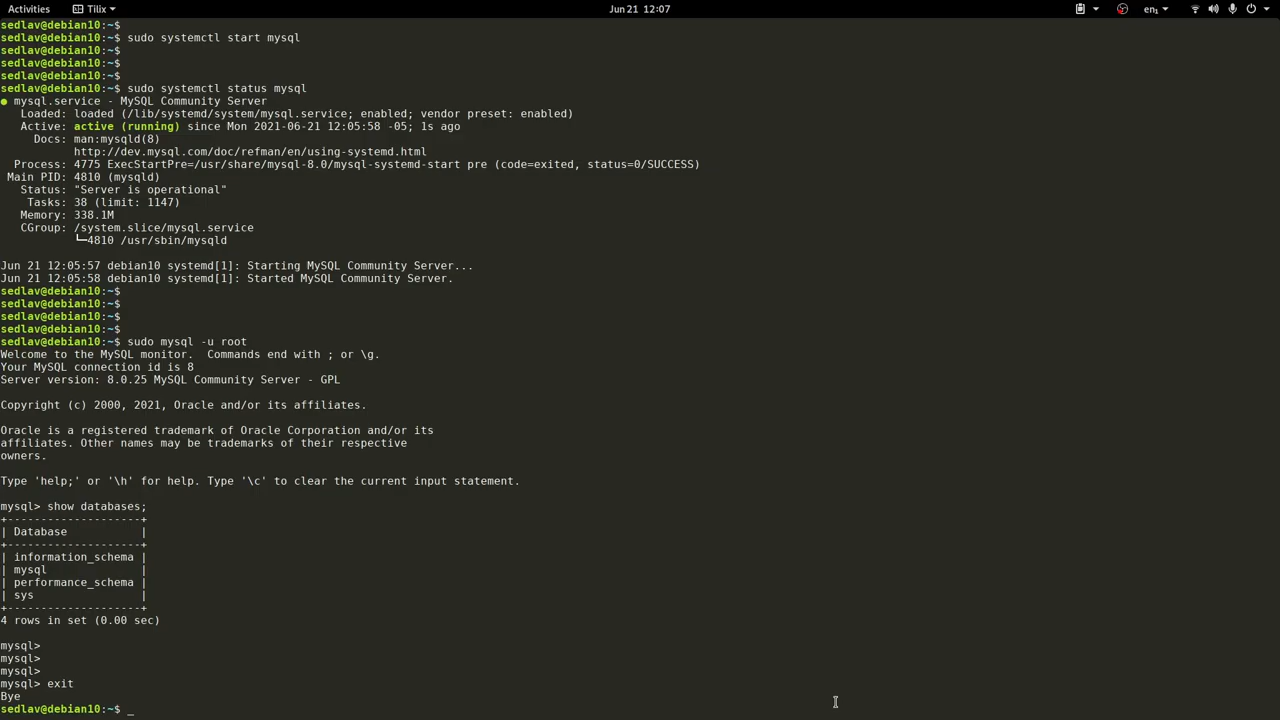 Activities Tilix Jun 21 12:07 en₁
sedlav@debian10:~$
sedlav@debian10:~$ sudo systemctl start mysql
sedlav@debian10:~$
sedlav@debian10:~$
sedlav@debian10:~$
sedlav@debian10:~$ sudo systemctl status mysql
● mysql.service - MySQL Community Server
   Loaded: loaded (/lib/systemd/system/mysql.service; enabled; vendor preset: enabled)
   Active: active (running) since Mon 2021-06-21 12:05:58 -05; 1s ago
     Docs: man:mysqld(8)
           http://dev.mysql.com/doc/refman/en/using-systemd.html
  Process: 4775 ExecStartPre=/usr/share/mysql-8.0/mysql-systemd-start pre (code=exited, status=0/SUCCESS)
 Main PID: 4810 (mysqld)
   Status: "Server is operational"
    Tasks: 38 (limit: 1147)
   Memory: 338.1M
   CGroup: /system.slice/mysql.service
           └─4810 /usr/sbin/mysqld
Jun 21 12:05:57 debian10 systemd[1]: Starting MySQL Community Server...
Jun 21 12:05:58 debian10 systemd[1]: Started MySQL Community Server.
sedlav@debian10:~$
sedlav@debian10:~$
sedlav@debian10:~$
sedlav@debian10:~$
sedlav@debian10:~$ sudo mysql -u root
Welcome to the MySQL monitor.  Commands end with ; or \g.
Your MySQL connection id is 8
Server version: 8.0.25 MySQL Community Server - GPL
Copyright (c) 2000, 2021, Oracle and/or its affiliates.
Oracle is a registered trademark of Oracle Corporation and/or its
affiliates. Other names may be trademarks of their respective
owners.
Type 'help;' or '\h' for help. Type '\c' to clear the current input statement.
mysql> show databases;
+--------------------+
| Database           |
+--------------------+
| information_schema |
| mysql              |
| performance_schema |
| sys                |
+--------------------+
4 rows in set (0.00 sec)
mysql>
mysql>
mysql>
mysql> exit
Bye
sedlav@debian10:~$ _